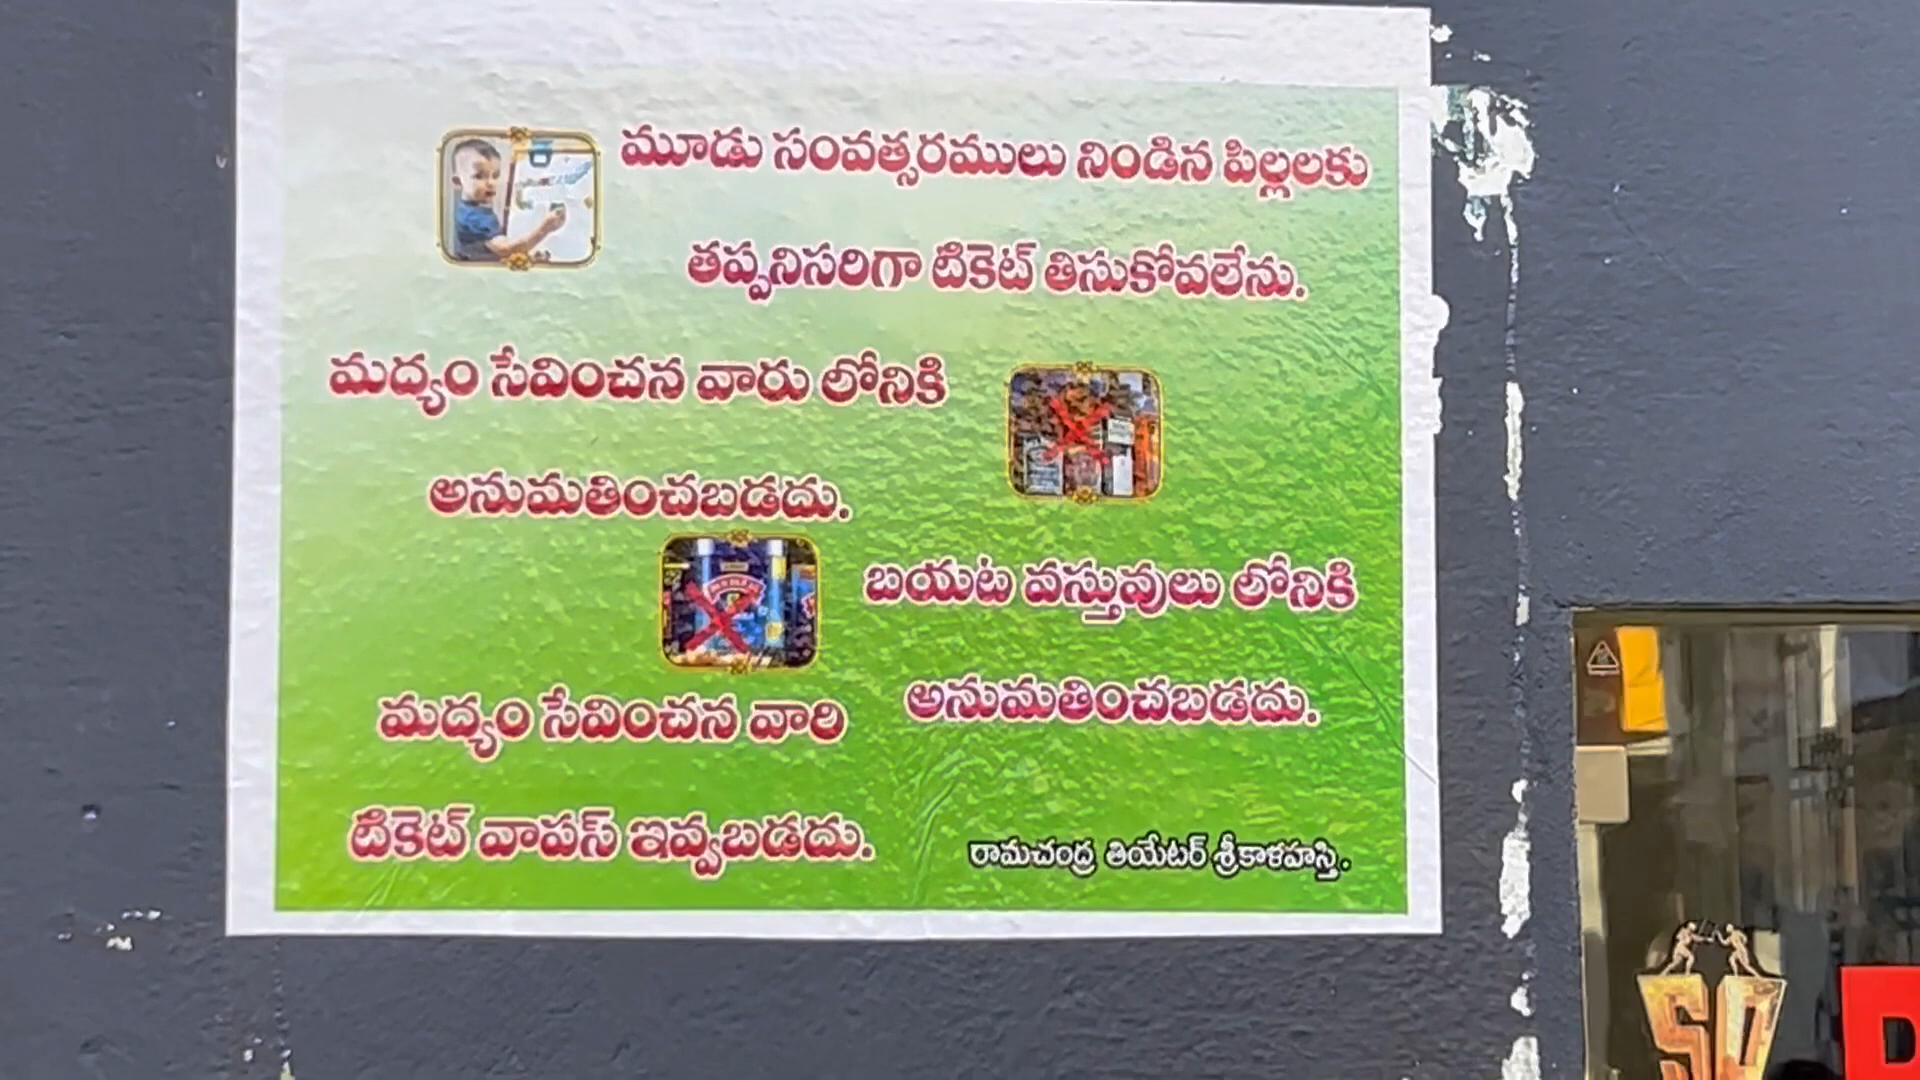 మూడు సంవత్సరములు నిండిన పిల్లలకు
తప్పనిసరిగా టికెట్ తిసుకోవలేను.
మద్యం సేవించన వారు లోనికి
అనుమతించబడదు.
బయట వస్తువులు లోనికి
అనుమతించబడదు.
మద్యం సేవించన వారి
టికెట్ వాపస్ ఇవ్వబడదు.
రామచంద్ర తియేటర్ శ్రీకాళహస్తి.